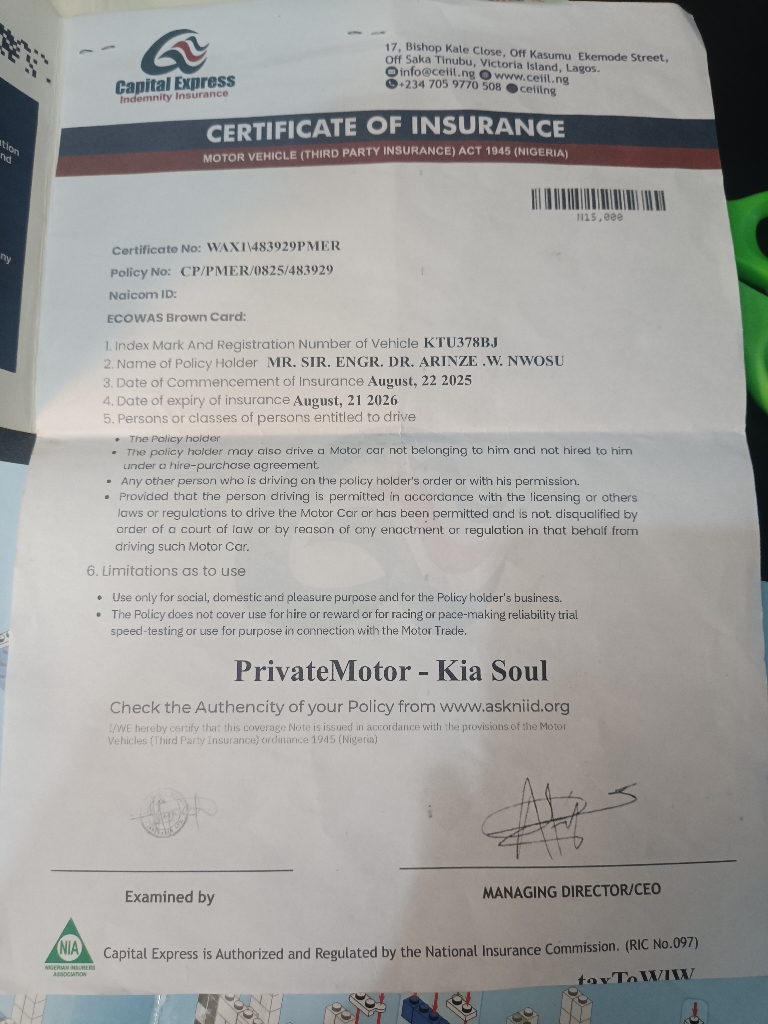 Capital Express
Indemnity Insurance
17, Bishop Kale Close, Off Kasumu Ekemode Street,
Off Saka Tinubu, Victoria Island, Lagos.
info@ceiil.ng www.ceiil.ng
+234 705 9770 508 ceiilng
CERTIFICATE OF INSURANCE
MOTOR VEHICLE (THIRD PARTY INSURANCE) ACT 1945 (NIGERIA)
N15,000
Certificate No: WAX1\483929PMER
Policy No: CP/PMER/0825/483929
Naicom ID:
ECOWAS Brown Card:
1. Index Mark And Registration Number of Vehicle KTU378BJ
2. Name of Policy Holder MR. SIR. ENGR. DR. ARINZE .W. NWOSU
3. Date of Commencement of Insurance August, 22 2025
4. Date of expiry of insurance August, 21 2026
5. Persons or classes of persons entitled to drive
• The Policy holder
• The policy holder may also drive a Motor car not belonging to him and not hired to him
under a hire-purchase agreement.
• Any other person who is driving on the policy holder's order or with his permission.
• Provided that the person driving is permitted in accordance with the licensing or others
laws or regulations to drive the Motor Car or has been permitted and is not. disqualified by
order of a court of law or by reason of any enactment or regulation in that behalf from
driving such Motor Car.
6. Limitations as to use
• Use only for social, domestic and pleasure purpose and for the Policy holder's business.
• The Policy does not cover use for hire or reward or for racing or pace-making reliability trial
speed-testing or use for purpose in connection with the Motor Trade.
PrivateMotor - Kia Soul
Check the Authencity of your Policy from www.askniid.org
I/WE hereby certify that this coverage Note is issued in accordance with the provisions of the Motor
Vehicles (Third Party Insurance) ordinance 1945 (Nigeria)
Examined by
MANAGING DIRECTOR/CEO
NIA
NIGERIAN INSURERS
ASSOCIATION
Capital Express is Authorized and Regulated by the National Insurance Commission. (RIC No.097)
taxToWIW